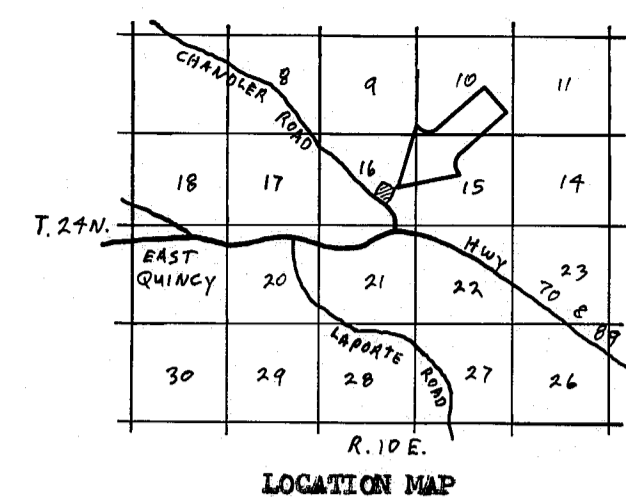 CHANDLER ROAD
8 9 10 11
18 17 16 15 14
T. 24N.
EAST
QUINCY
20 21 22 23
HWY 70 & 89
LAPORTE ROAD
30 29 28 27 26
R. 10 E.
LOCATION MAP